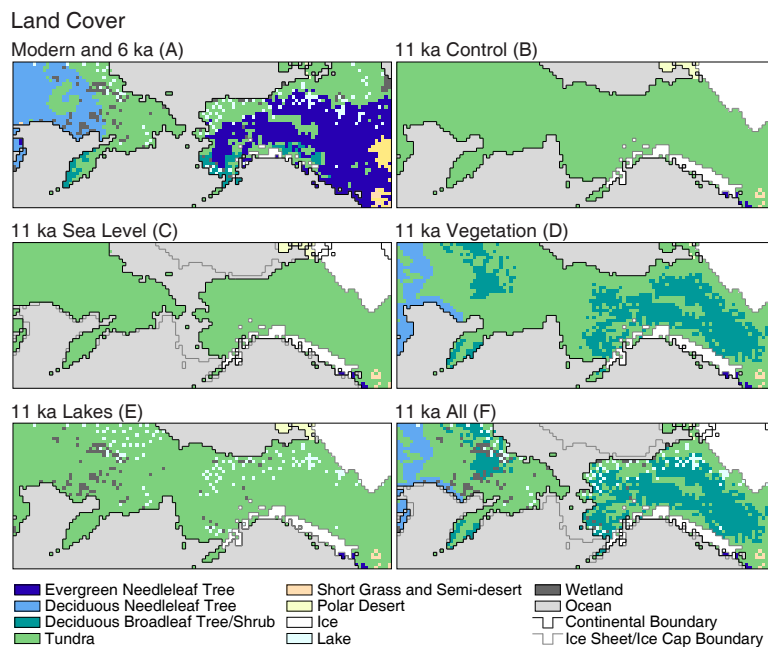 Land Cover
Modern and 6 ka (A)
11 ka Control (B)
11 ka Sea Level (C)
11 ka Vegetation (D)
11 ka Lakes (E)
11 ka All (F)
Evergreen Needleleaf Tree
Deciduous Needleleaf Tree
Deciduous Broadleaf Tree/Shrub
Tundra
Short Grass and Semi-desert
Polar Desert
Ice
Lake
Wetland
Ocean
Continental Boundary
Ice Sheet/Ice Cap Boundary